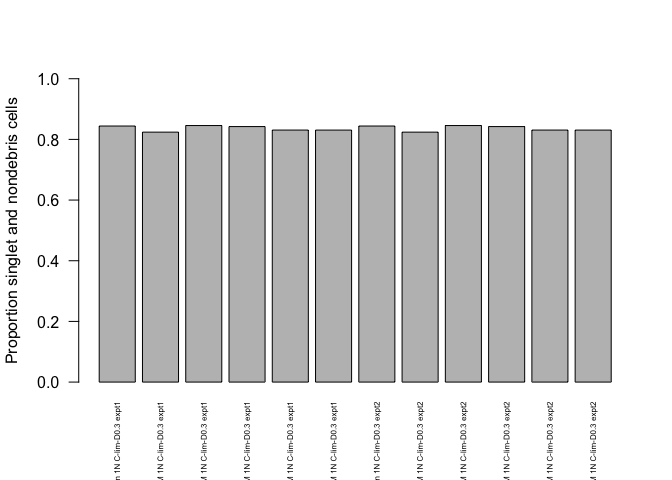 Proportion singlet and nondebris cells
1.0
0.8
0.6
0.4
0.2
0.0
n 1N C-lim-D0.3 expt1
M 1N C-lim-D0.3 expt1
M 1N C-lim-D0.3 expt1
M 1N C-lim-D0.3 expt1
M 1N C-lim-D0.3 expt1
M 1N C-lim-D0.3 expt1
n 1N C-lim-D0.3 expt2
M 1N C-lim-D0.3 expt2
M 1N C-lim-D0.3 expt2
M 1N C-lim-D0.3 expt2
M 1N C-lim-D0.3 expt2
M 1N C-lim-D0.3 expt2